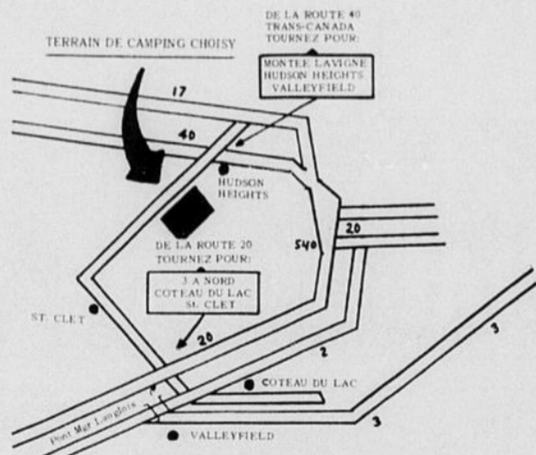 DE LA ROUTE 40
TRANS-CANADA
TOURNEZ POUR:
MONTEE LAVIGNE
HUDSON HEIGHTS
VALLEYFIELD
TERRAIN DE CAMPING CHOISY
17
40
HUDSON
HEIGHTS
DE LA ROUTE 20
TOURNEZ POUR:
3 A NORD
COTEAU DU LAC
St. CLET
540
20
ST. CLET
20
2
3
COTEAU DU LAC
3
Pont Mgr Langlois
VALLEYFIELD